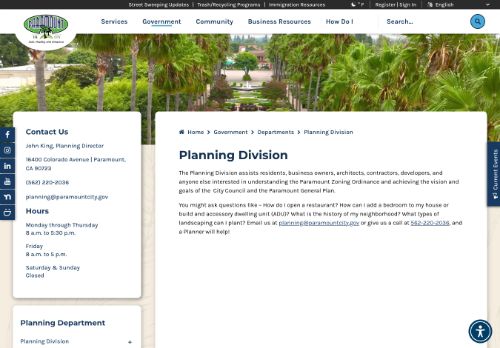 Street Sweeping Updates | Trash/Recycling Programs | Immigration Resources
°F | Register | Sign In English
PARAMOUNT
Services Government Community Business Resources How Do I Search...
Contact Us
John King, Planning Director
16400 Colorado Avenue | Paramount,
CA 90723
(562) 220-2036
planning@paramountcity.gov
Hours
Monday through Thursday
8 a.m. to 5:30 p.m.
Friday
8 a.m. to 5 p.m.
Saturday & Sunday
Closed
Planning Department
Planning Division +
Home > Government > Departments > Planning Division
Planning Division
The Planning Division assists residents, business owners, architects, contractors, developers, and
anyone else interested in understanding the Paramount Zoning Ordinance and achieving the vision and
goals of the City Council and the Paramount General Plan.
You might ask questions like – How do I open a restaurant? How can I add a bedroom to my house or
build and accessory dwelling unit (ADU)? What is the history of my neighborhood? What types of
landscaping can I plant? Email us at planning@paramountcity.gov or give us a call at 562-220-2036, and
a Planner will help!
Current Events